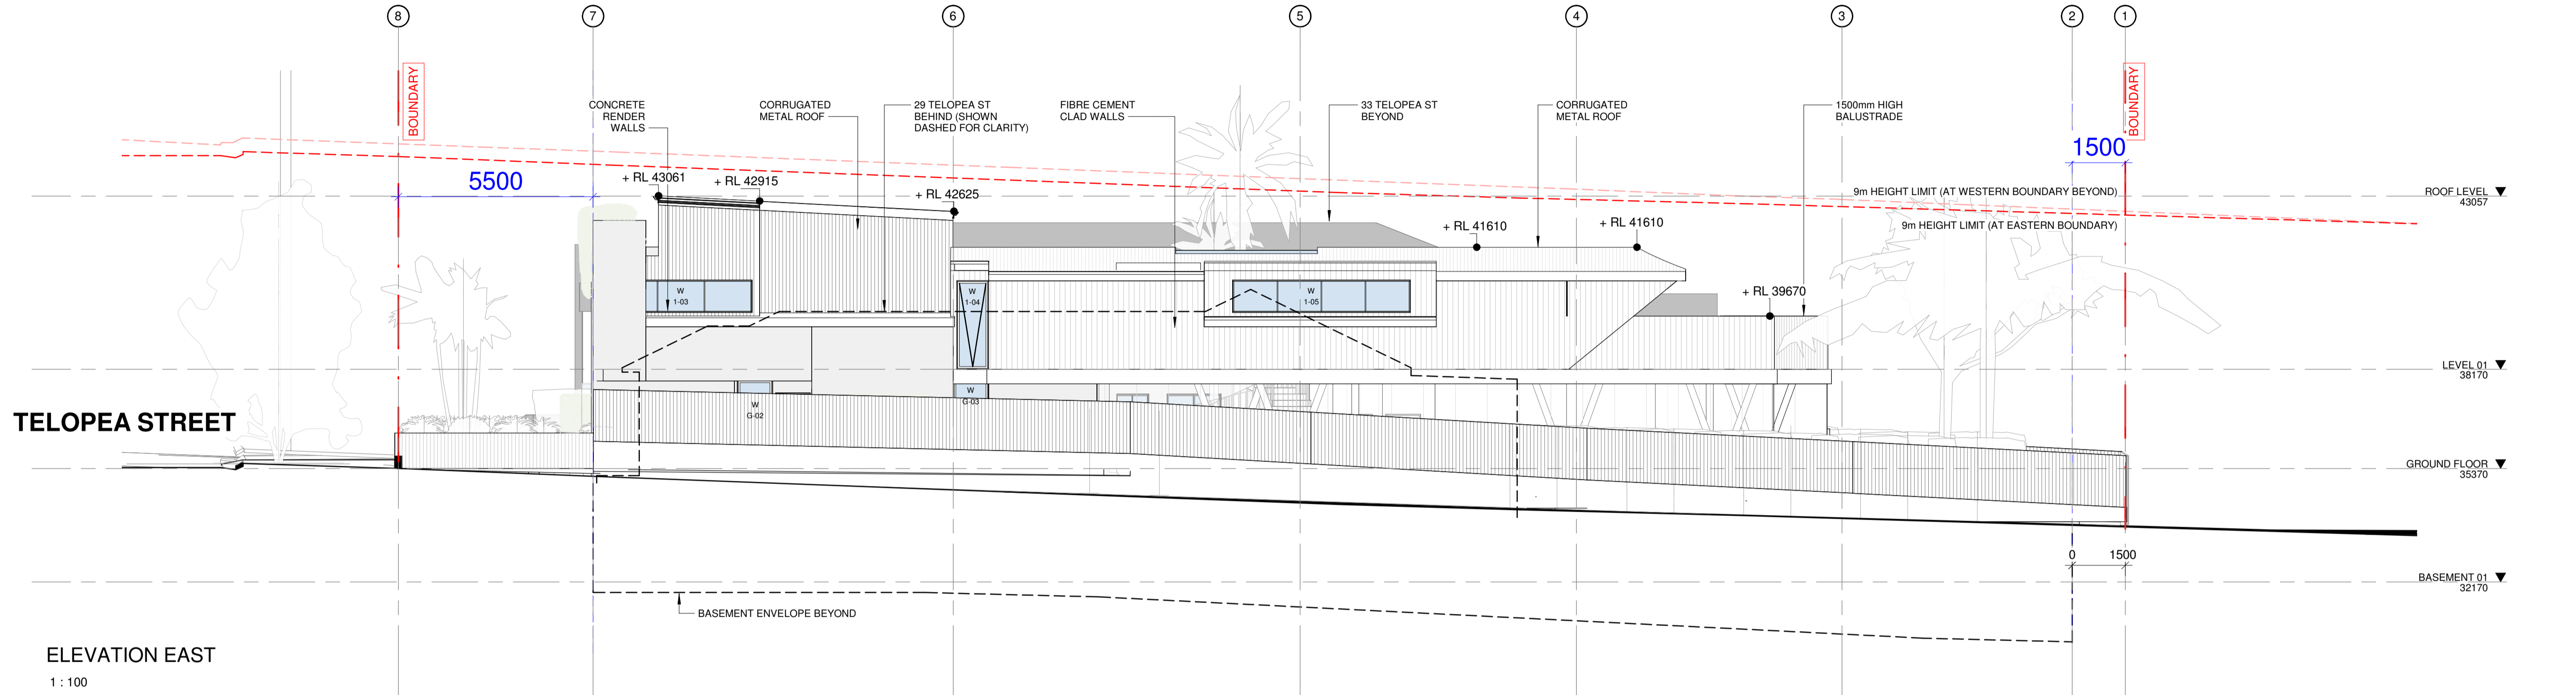 8
7
6
5
4
3
2
1
BOUNDARY
BOUNDARY
CONCRETE
RENDER
WALLS
CORRUGATED
METAL ROOF
29 TELOPEA ST
BEHIND (SHOWN
DASHED FOR CLARITY)
FIBRE CEMENT
CLAD WALLS
33 TELOPEA ST
BEYOND
CORRUGATED
METAL ROOF
1500mm HIGH
BALUSTRADE
1500
5500
+ RL 43061
+ RL 42915
+ RL 42625
9m HEIGHT LIMIT (AT WESTERN BOUNDARY BEYOND)
ROOF LEVEL
43057
+ RL 41610
+ RL 41610
9m HEIGHT LIMIT (AT EASTERN BOUNDARY)
W
1-03
W
1-04
W
1-05
+ RL 39670
LEVEL 01
38170
W
G-02
W
G-03
TELOPEA STREET
GROUND FLOOR
35370
0
1500
BASEMENT 01
32170
BASEMENT ENVELOPE BEYOND
ELEVATION EAST
1 : 100